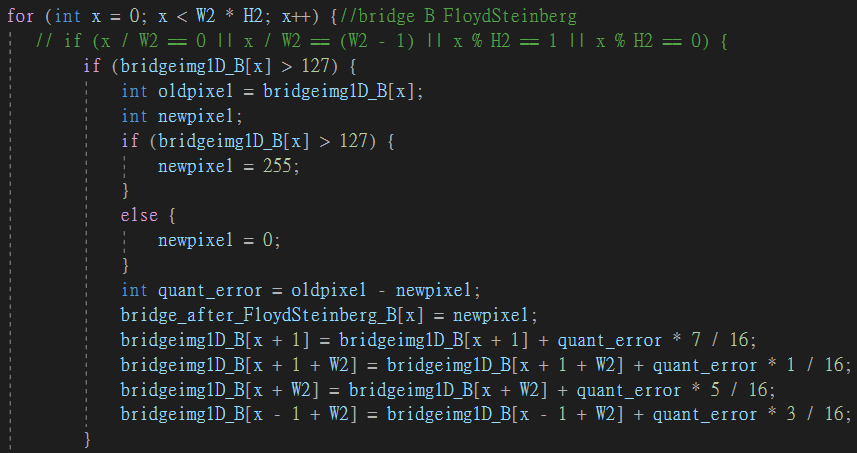 for (int x = 0; x < W2 * H2; x++) {//bridge B FloydSteinberg
// if (x / W2 == 0 || x / W2 == (W2 - 1) || x % H2 == 1 || x % H2 == 0) {
if (bridgeimg1D_B[x] > 127) {
int oldpixel = bridgeimg1D_B[x];
int newpixel;
if (bridgeimg1D_B[x] > 127) {
newpixel = 255;
}
else {
newpixel = 0;
}
int quant_error = oldpixel - newpixel;
bridge_after_FloydSteinberg_B[x] = newpixel;
bridgeimg1D_B[x + 1] = bridgeimg1D_B[x + 1] + quant_error * 7 / 16;
bridgeimg1D_B[x + 1 + W2] = bridgeimg1D_B[x + 1 + W2] + quant_error * 1 / 16;
bridgeimg1D_B[x + W2] = bridgeimg1D_B[x + W2] + quant_error * 5 / 16;
bridgeimg1D_B[x - 1 + W2] = bridgeimg1D_B[x - 1 + W2] + quant_error * 3 / 16;
}